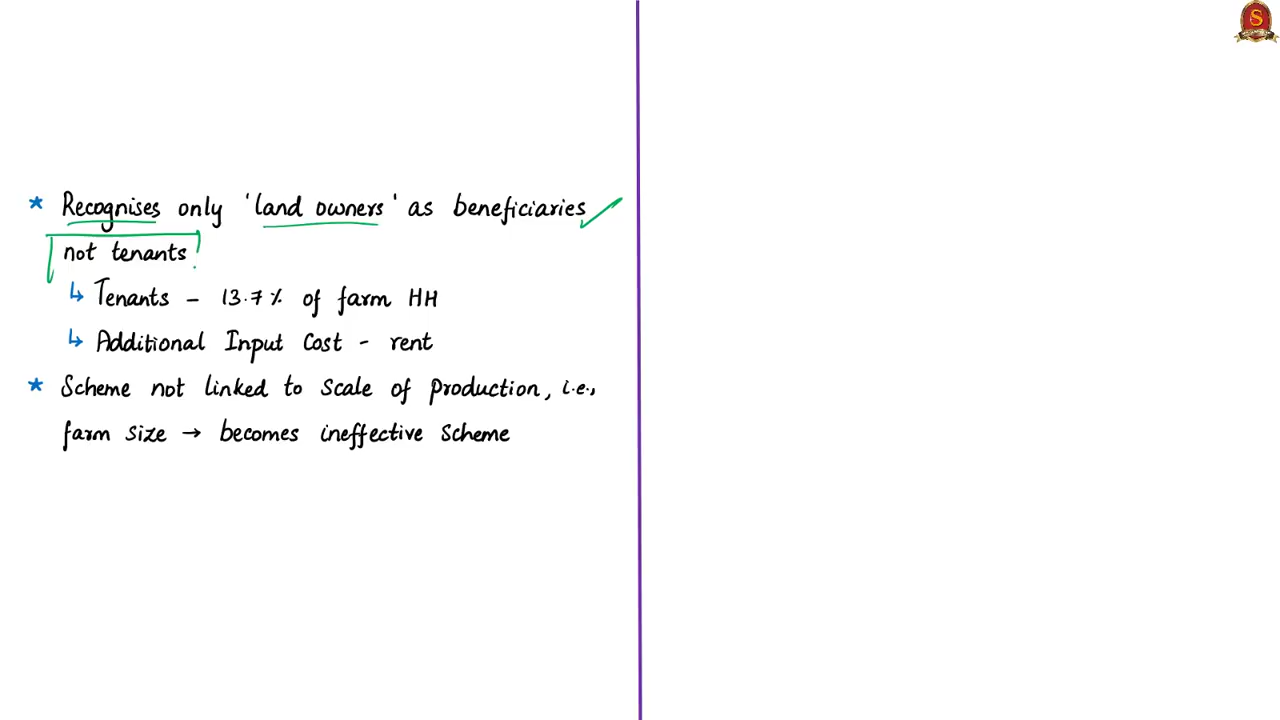 * Recognises only 'land owners' as beneficiaries
not tenants
↳ Tenants - 13.7% of farm HH
↳ Additional Input Cost - rent
* Scheme not linked to scale of production, i.e.,
farm size → becomes ineffective scheme
S